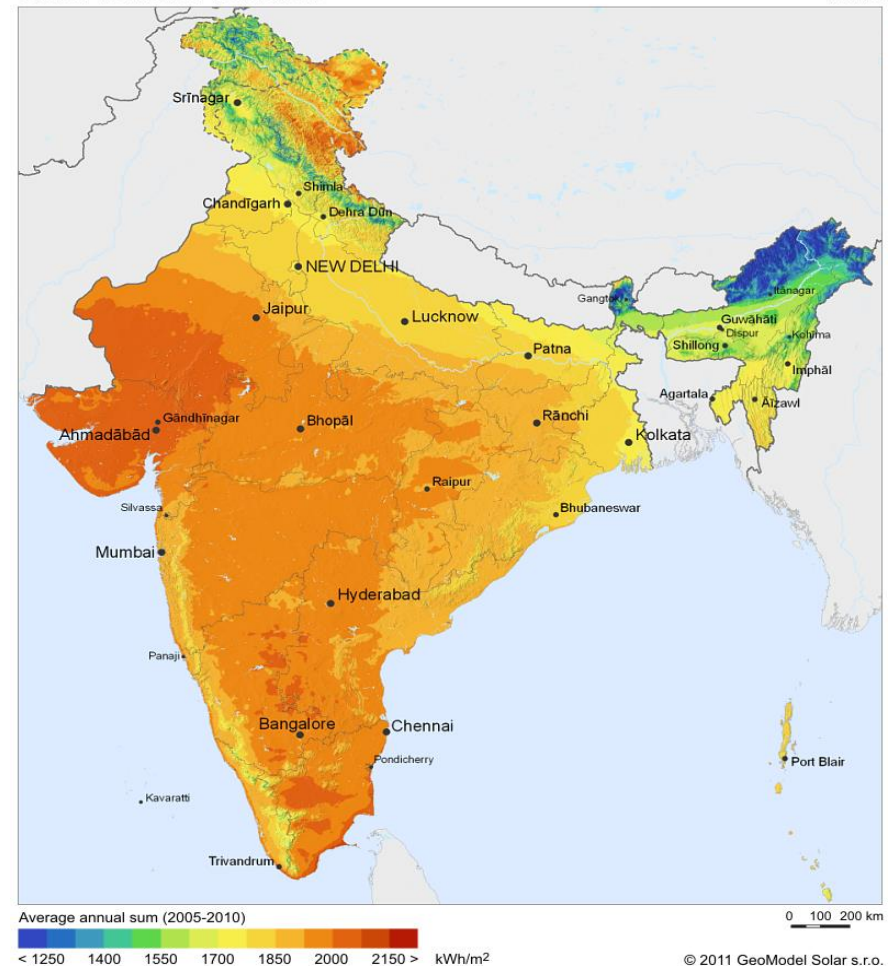 Srīnagar
Shimla
Chandīgarh
Dehra Dūn
NEW DELHI
Jaipur
Lucknow
Patna
Gangtok
Itānagar
Guwāhāti
Dispur
Kohīma
Shillong
Imphāl
Agartala
Āīzawl
Gāndhīnagar
Ahmadābād
Bhopāl
Rānchi
Kolkata
Raipur
Silvassa
Bhubaneswar
Mumbai
Hyderabad
Panaji
Bangalore
Chennai
Pondicherry
Port Blair
Kavaratti
Trivandrum
Average annual sum (2005-2010)
0 100 200 km
< 1250 1400 1550 1700 1850 2000 2150 > kWh/m²
© 2011 GeoModel Solar s.r.o.